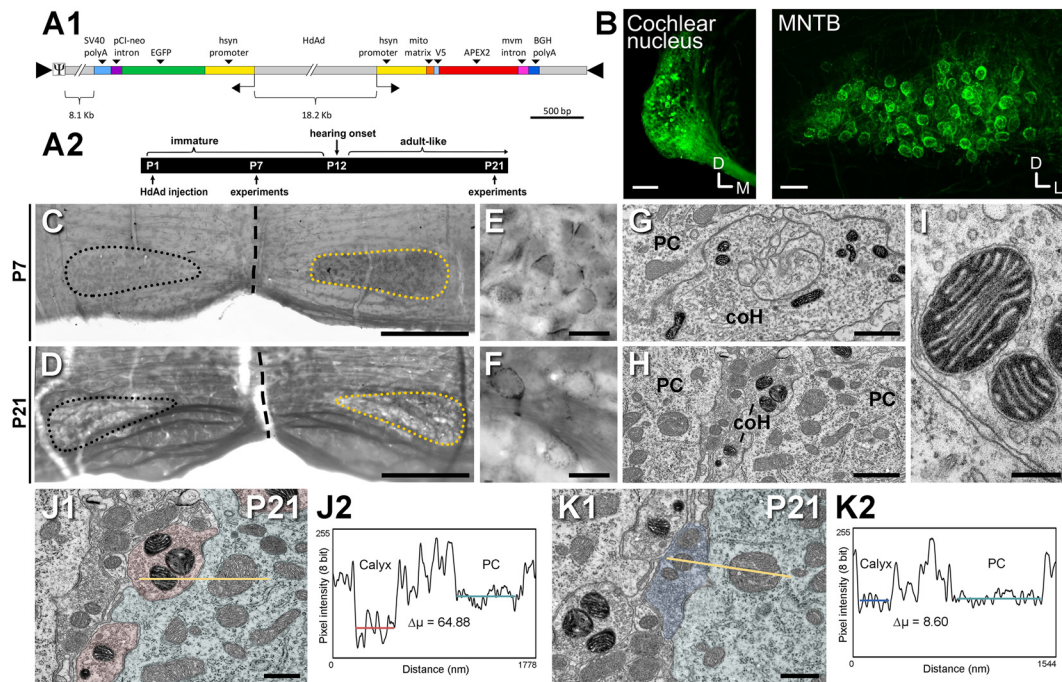 A1
SV40 polyA
pCI-neo intron
EGFP
hsyn promoter
HdAd
hsyn promoter
mito matrix
V5
APEX2
mvm intron
BGH polyA
Ψ
8.1 Kb
18.2 Kb
500 bp
A2
immature
hearing onset
adult-like
P1
P7
P12
P21
HdAd injection
experiments
experiments
B
Cochlear
nucleus
D
M
MNTB
D
L
P7
C
E
G
PC
coH
I
P21
D
F
H
PC
coH
PC
J1
P21
J2
255
Calyx
PC
Δμ = 64.88
Pixel intensity (8 bit)
0
0
1778
Distance (nm)
K1
P21
K2
255
Calyx
PC
Δμ = 8.60
Pixel intensity (8 bit)
0
0
1544
Distance (nm)